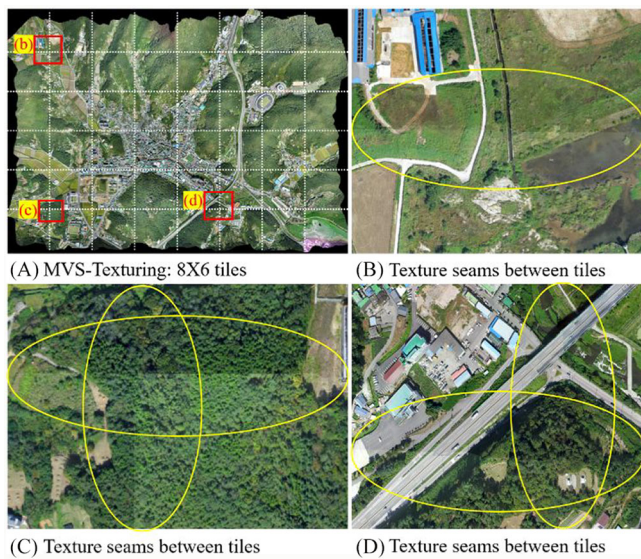 (b)
(c)
(d)
(A) MVS-Texturing: 8X6 tiles
(B) Texture seams between tiles
(C) Texture seams between tiles
(D) Texture seams between tiles